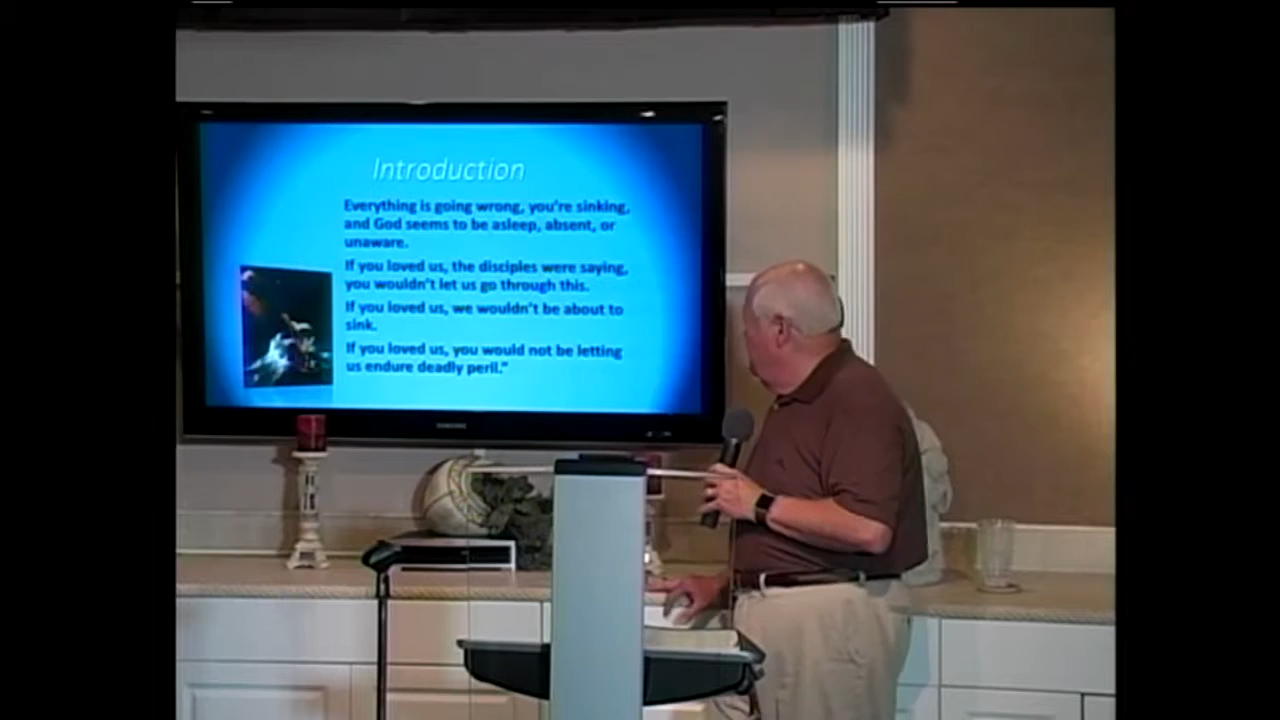 Introduction
Everything is going wrong, you're sinking,
and God seems to be asleep, absent, or
unaware.
If you loved us, the disciples were saying,
you wouldn't let us go through this.
If you loved us, we wouldn't be about to
sink.
If you loved us, you would not be letting
us endure deadly peril."
SAMSUNG